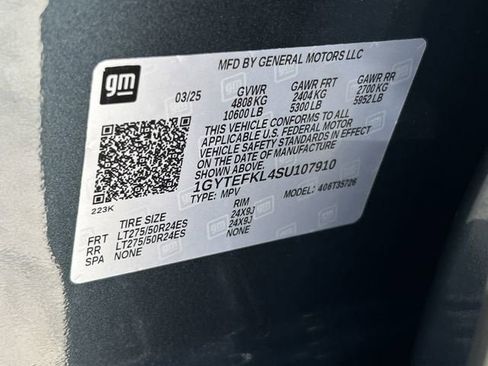 gm
MFD BY GENERAL MOTORS LLC
03/25 GVWR GAWR FRT GAWR RR
4808 KG 2404 KG 2700 KG
10600 LB 5300 LB 5952 LB
THIS VEHICLE CONFORMS TO ALL
APPLICABLE U.S. FEDERAL MOTOR
VEHICLE SAFETY STANDARDS IN EFFECT
ON THE DATE OF MANUFACTURE
SHOWN ABOVE.
1GYTEFKL4SU107910
TYPE: MPV MODEL: 406T35726
223K
TIRE SIZE RIM
FRT LT275/50R24ES 24X9J
RR LT275/50R24ES 24X9J
SPA NONE NONE